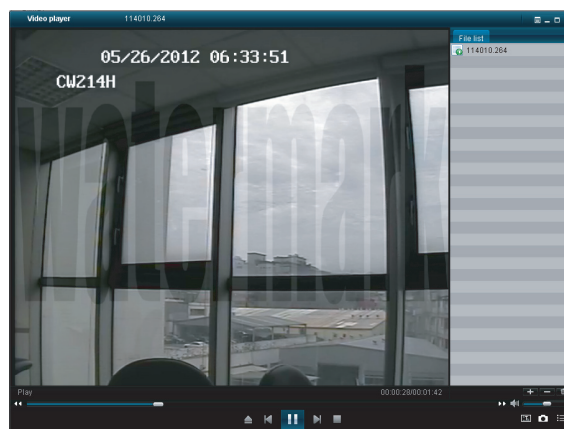 Video player 114010.264
File list
114010.264
05/26/2012 06:33:51
CW214H
watermark
Play 00:00:28/00:01:42